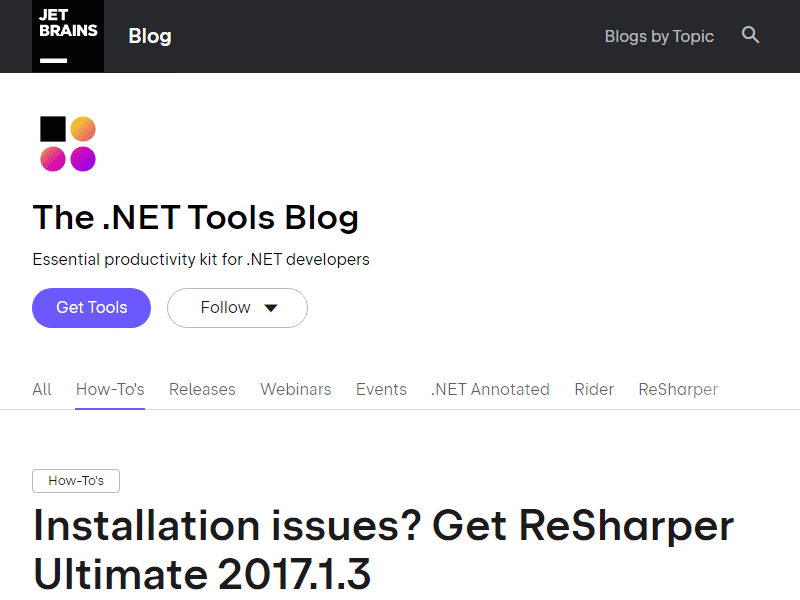 JET
BRAINS
Blog
Blogs by Topic
The .NET Tools Blog
Essential productivity kit for .NET developers
Get Tools
Follow
All How-To's Releases Webinars Events .NET Annotated Rider ReSharper
How-To's
Installation issues? Get ReSharper
Ultimate 2017.1.3